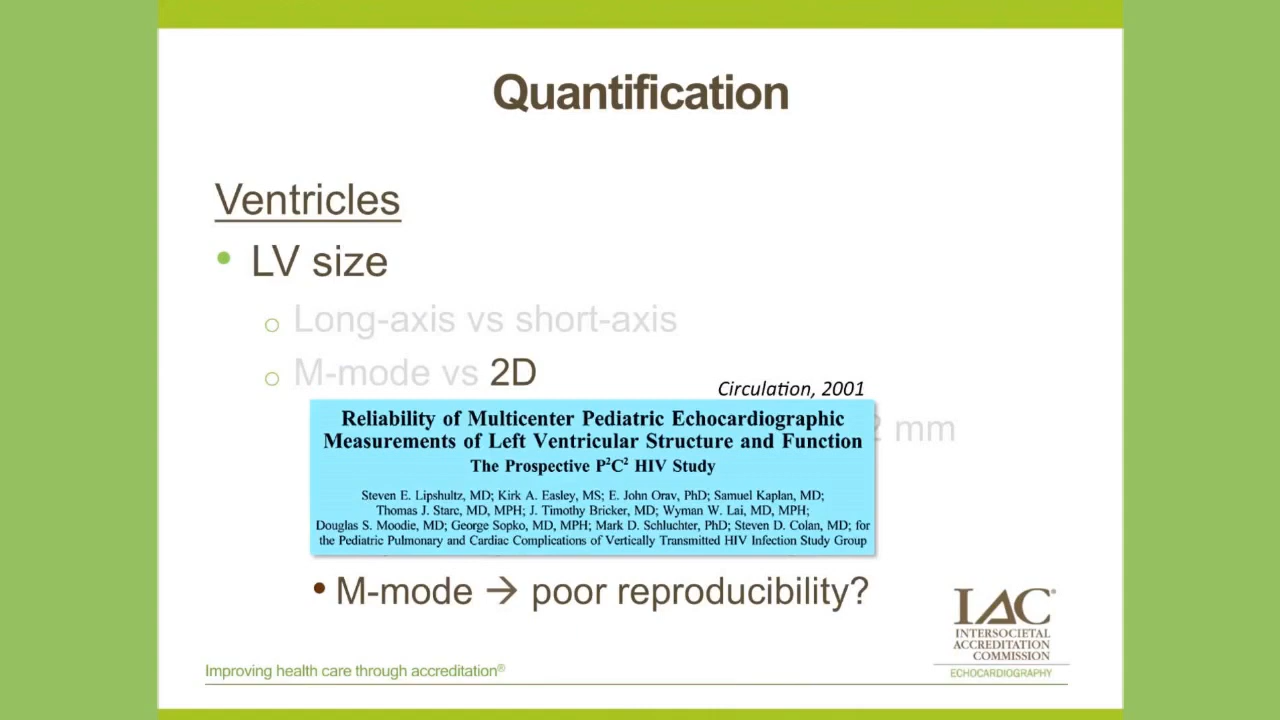 Quantification
Ventricles
• LV size
o Long-axis vs short-axis
o M-mode vs 2D
Circulation, 2001
Reliability of Multicenter Pediatric Echocardiographic
Measurements of Left Ventricular Structure and Function
The Prospective P²C² HIV Study
Steven E. Lipshultz, MD; Kirk A. Easley, MS; E. John Orav, PhD; Samuel Kaplan, MD;
Thomas J. Starc, MD, MPH; J. Timothy Bricker, MD; Wyman W. Lai, MD, MPH;
Douglas S. Moodie, MD; George Sopko, MD, MPH; Mark D. Schluchter, PhD; Steven D. Colan, MD; for
the Pediatric Pulmonary and Cardiac Complications of Vertically Transmitted HIV Infection Study Group
mm
• M-mode → poor reproducibility?
IAC®
INTERSOCIETAL
ACCREDITATION
COMMISSION
ECHOCARDIOGRAPHY
Improving health care through accreditation®